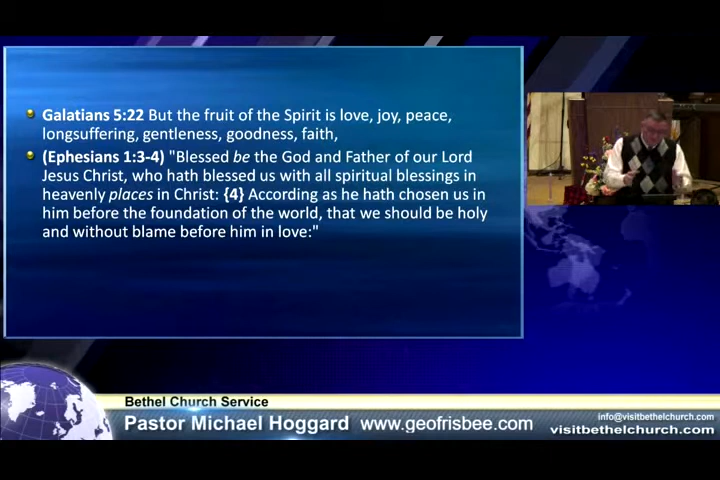 Galatians 5:22 But the fruit of the Spirit is love, joy, peace,
longsuffering, gentleness, goodness, faith,
(Ephesians 1:3-4) "Blessed be the God and Father of our Lord
Jesus Christ, who hath blessed us with all spiritual blessings in
heavenly places in Christ: {4} According as he hath chosen us in
him before the foundation of the world, that we should be holy
and without blame before him in love:"
Bethel Church Service
Pastor Michael Hoggard www.geofrisbee.com
info@visitbethelchurch.com
visitbethelchurch.com